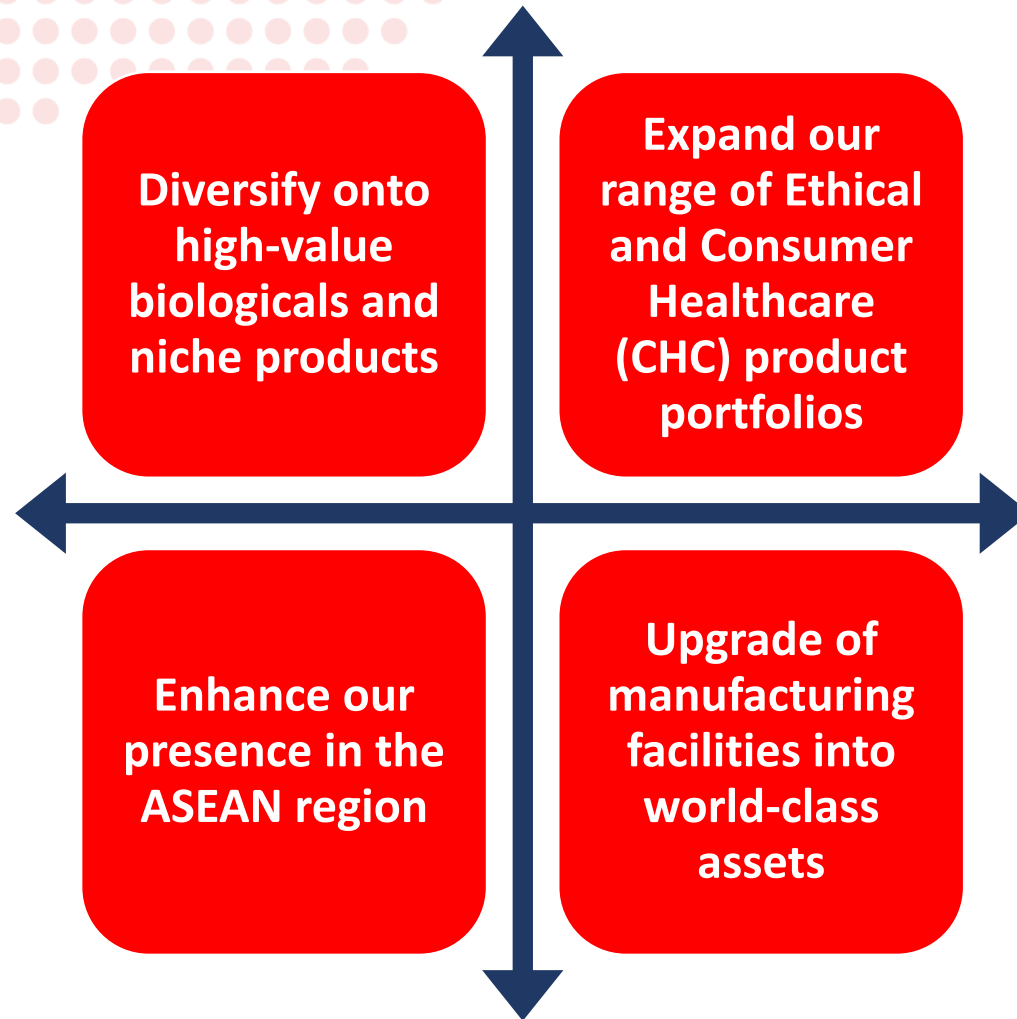 Diversify onto
high-value
biologicals and
niche products
Expand our
range of Ethical
and Consumer
Healthcare
(CHC) product
portfolios
Enhance our
presence in the
ASEAN region
Upgrade of
manufacturing
facilities into
world-class
assets